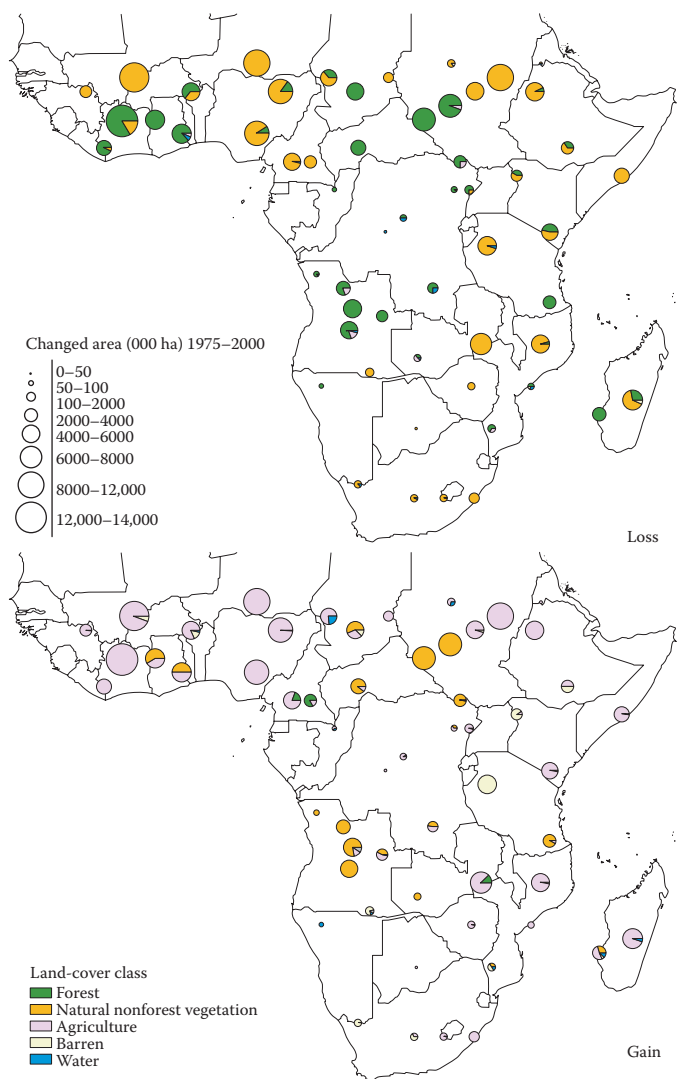 Changed area (000 ha) 1975–2000
0–50
50–100
100–2000
2000–4000
4000–6000
6000–8000
8000–12,000
12,000–14,000
Loss
Land-cover class
Forest
Natural nonforest vegetation
Agriculture
Barren
Water
Gain